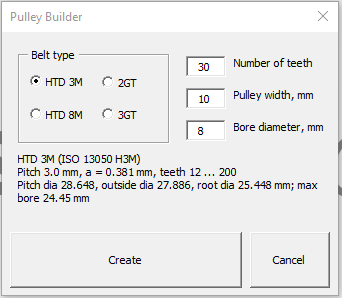 Pulley Builder
Belt type
HTD 3M
2GT
HTD 8M
3GT
30 Number of teeth
10 Pulley width, mm
8 Bore diameter, mm
HTD 3M (ISO 13050 H3M)
Pitch 3.0 mm, a = 0.381 mm, teeth 12 ... 200
Pitch dia 28.648, outside dia 27.886, root dia 25.448 mm; max
bore 24.45 mm
Create
Cancel